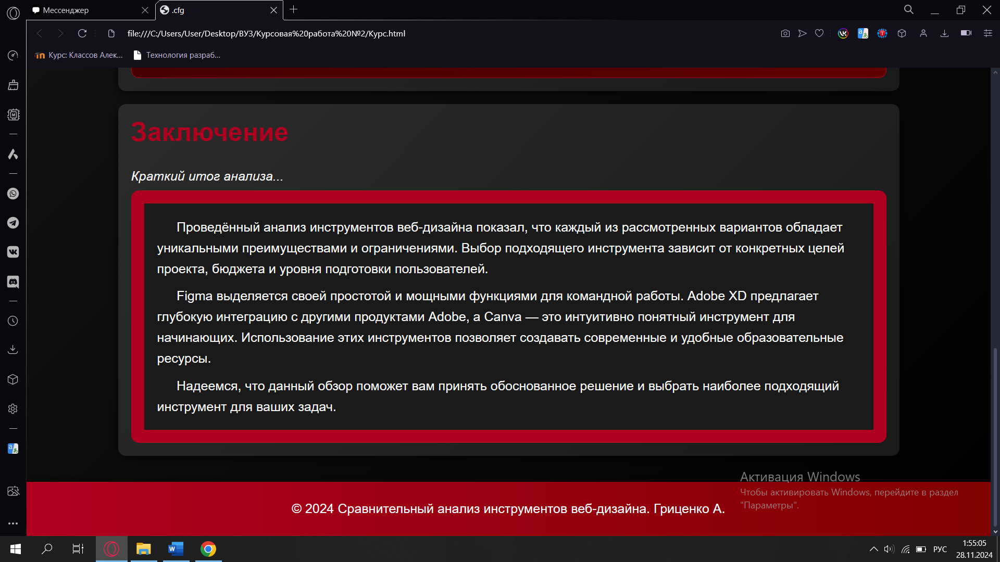 Мессенджер
.cfg
file:///C:/Users/User/Desktop/ВУЗ/Курсовая%20работа%20№2/Курс.html
Курс: Классов Алек...
Технология разраб...
Заключение
Краткий итог анализа...
Проведённый анализ инструментов веб-дизайна показал, что каждый из рассмотренных вариантов обладает
уникальными преимуществами и ограничениями. Выбор подходящего инструмента зависит от конкретных целей
проекта, бюджета и уровня подготовки пользователей.
Figma выделяется своей простотой и мощными функциями для командной работы. Adobe XD предлагает
глубокую интеграцию с другими продуктами Adobe, а Canva — это интуитивно понятный инструмент для
начинающих. Использование этих инструментов позволяет создавать современные и удобные образовательные
ресурсы.
Надеемся, что данный обзор поможет вам принять обоснованное решение и выбрать наиболее подходящий
инструмент для ваших задач.
Активация Windows
Чтобы активировать Windows, перейдите в раздел
"Параметры".
© 2024 Сравнительный анализ инструментов веб-дизайна. Гриценко А.
РУС
1:55:05
28.11.2024